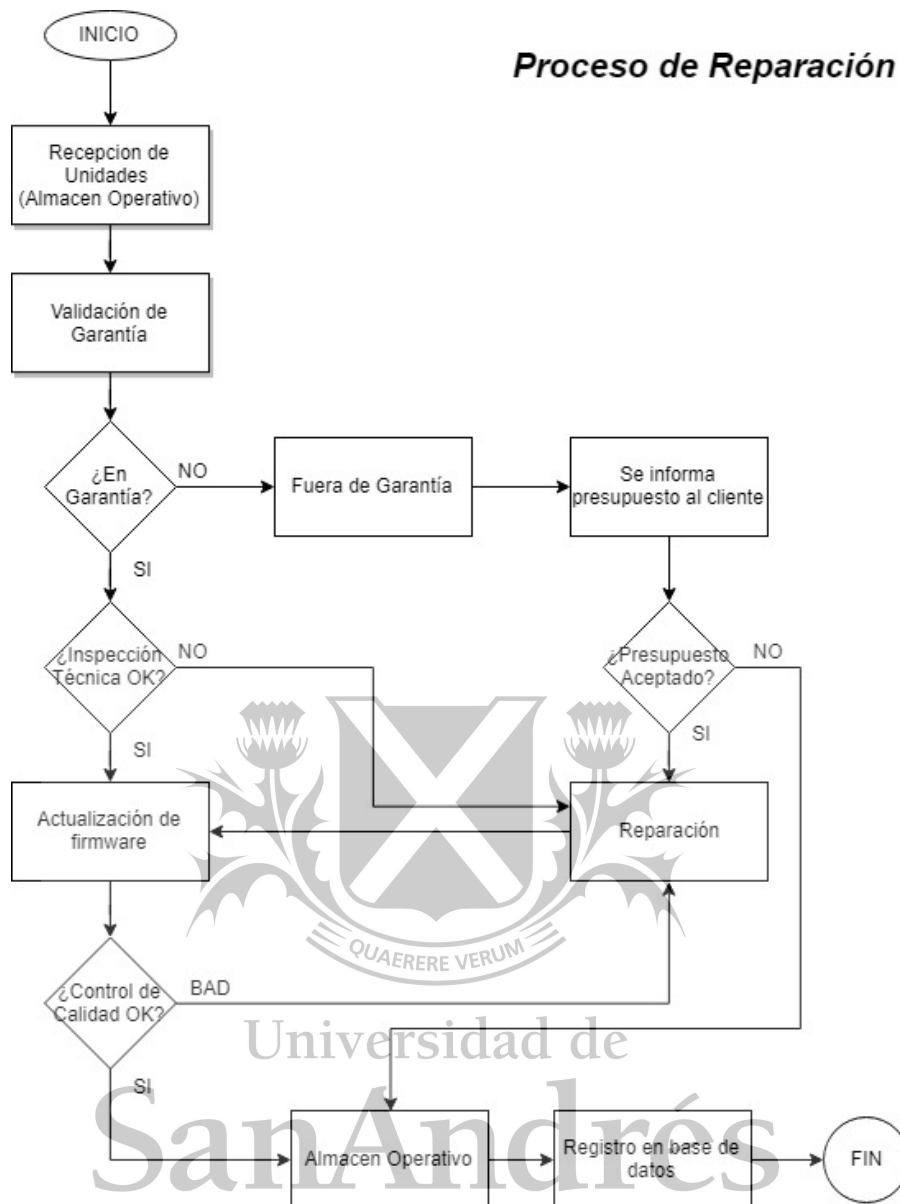 INICIO
Proceso de Reparación
Recepcion de
Unidades
(Almacen Operativo)
Validación de
Garantía
¿En
Garantía?
NO
Fuera de Garantía
Se informa
presupuesto al cliente
SI
¿Inspección
Técnica OK?
NO
¿Presupuesto
Aceptado?
NO
SI
SI
Actualización de
firmware
Reparación
QUAERERE VERUM
¿Control de
Calidad OK?
BAD
Universidad de
SanAndrés
SI
Almacen Operativo
Registro en base de
datos
FIN